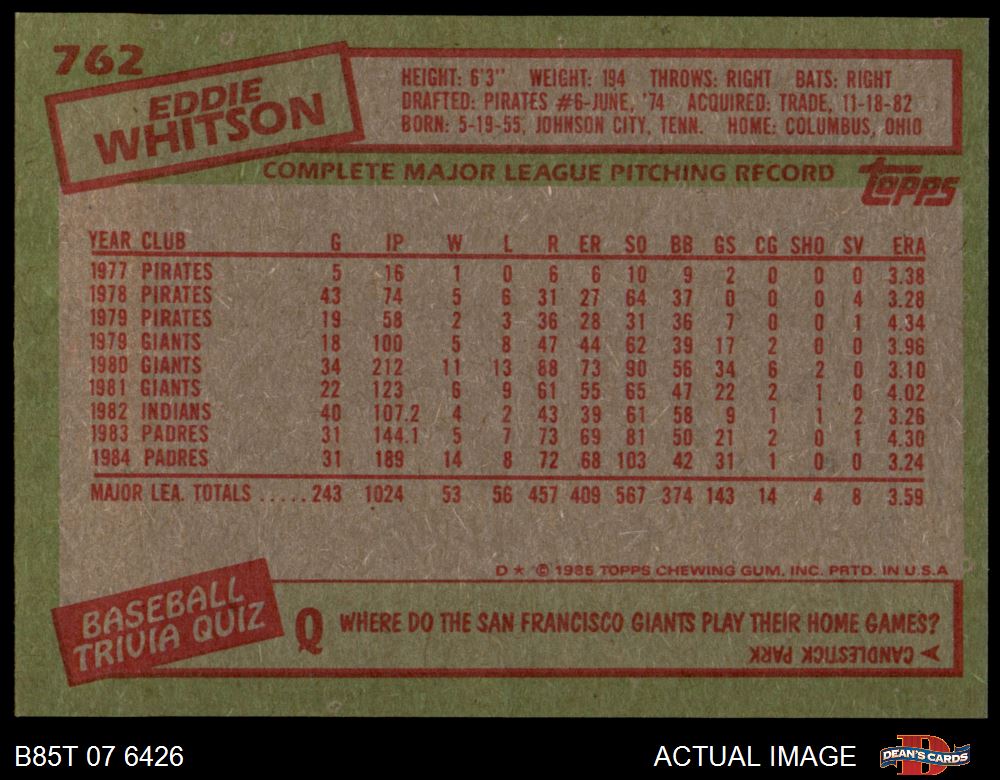 762
EDDIE
WHITSON
HEIGHT: 6'3" WEIGHT: 194 THROWS: RIGHT BATS: RIGHT
DRAFTED: PIRATES #6-JUNE, '74 ACQUIRED: TRADE, 11-18-82
BORN: 5-19-55, JOHNSON CITY, TENN. HOME: COLUMBUS, OHIO
COMPLETE MAJOR LEAGUE PITCHING RECORD
topps
YEAR CLUB G IP W L R ER SO BB GS CG SHO SV ERA
1977 PIRATES 5 16 1 0 6 6 10 9 2 0 0 0 3.38
1978 PIRATES 43 74 5 6 31 27 64 37 0 0 0 4 3.28
1979 PIRATES 19 58 2 3 36 28 31 36 7 0 0 1 4.34
1979 GIANTS 18 100 5 8 47 44 62 39 17 2 0 0 3.96
1980 GIANTS 34 212 11 13 88 73 90 56 34 6 2 0 3.10
1981 GIANTS 22 123 6 9 61 55 65 47 22 2 1 0 4.02
1982 INDIANS 40 107.2 4 2 43 39 61 58 9 1 1 2 3.26
1983 PADRES 31 144.1 5 7 73 69 81 50 21 2 0 1 4.30
1984 PADRES 31 189 14 8 72 68 103 42 31 1 0 0 3.24
MAJOR LEA. TOTALS ..... 243 1024 53 56 457 409 567 374 143 14 4 8 3.59
D * © 1985 TOPPS CHEWING GUM, INC. PRTD. IN U.S.A
BASEBALL
TRIVIA QUIZ
Q WHERE DO THE SAN FRANCISCO GIANTS PLAY THEIR HOME GAMES?
CANDLESTICK PARK
B85T 07 6426
ACTUAL IMAGE
D
DEAN'S CARDS